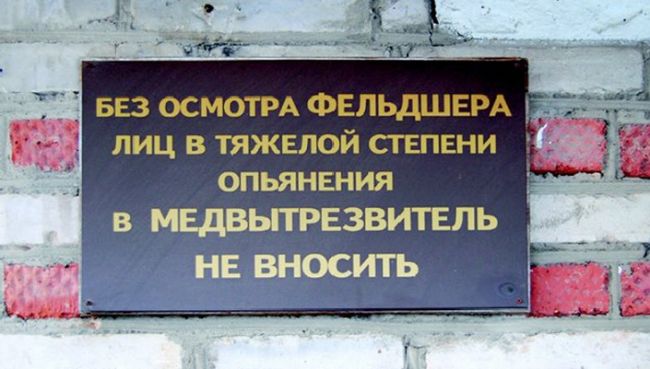 БЕЗ ОСМОТРА ФЕЛЬДШЕРА
ЛИЦ В ТЯЖЕЛОЙ СТЕПЕНИ
ОПЬЯНЕНИЯ
В МЕДВЫТРЕЗВИТЕЛЬ
НЕ ВНОСИТЬ